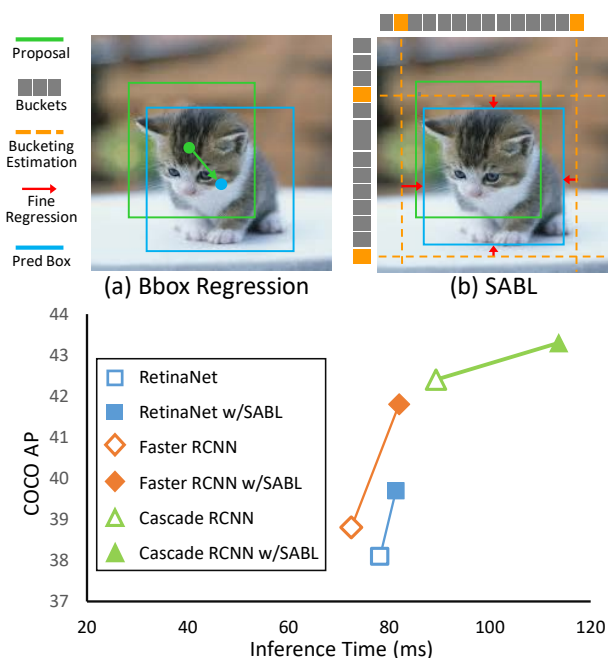 Proposal
Buckets
Bucketing
Estimation
Fine
Regression
Pred Box
(a) Bbox Regression
(b) SABL
44
43
42
41
40
39
38
37
COCO AP
RetinaNet
RetinaNet w/SABL
Faster RCNN
Faster RCNN w/SABL
Cascade RCNN
Cascade RCNN w/SABL
20 40 60 80 100 120
Inference Time (ms)